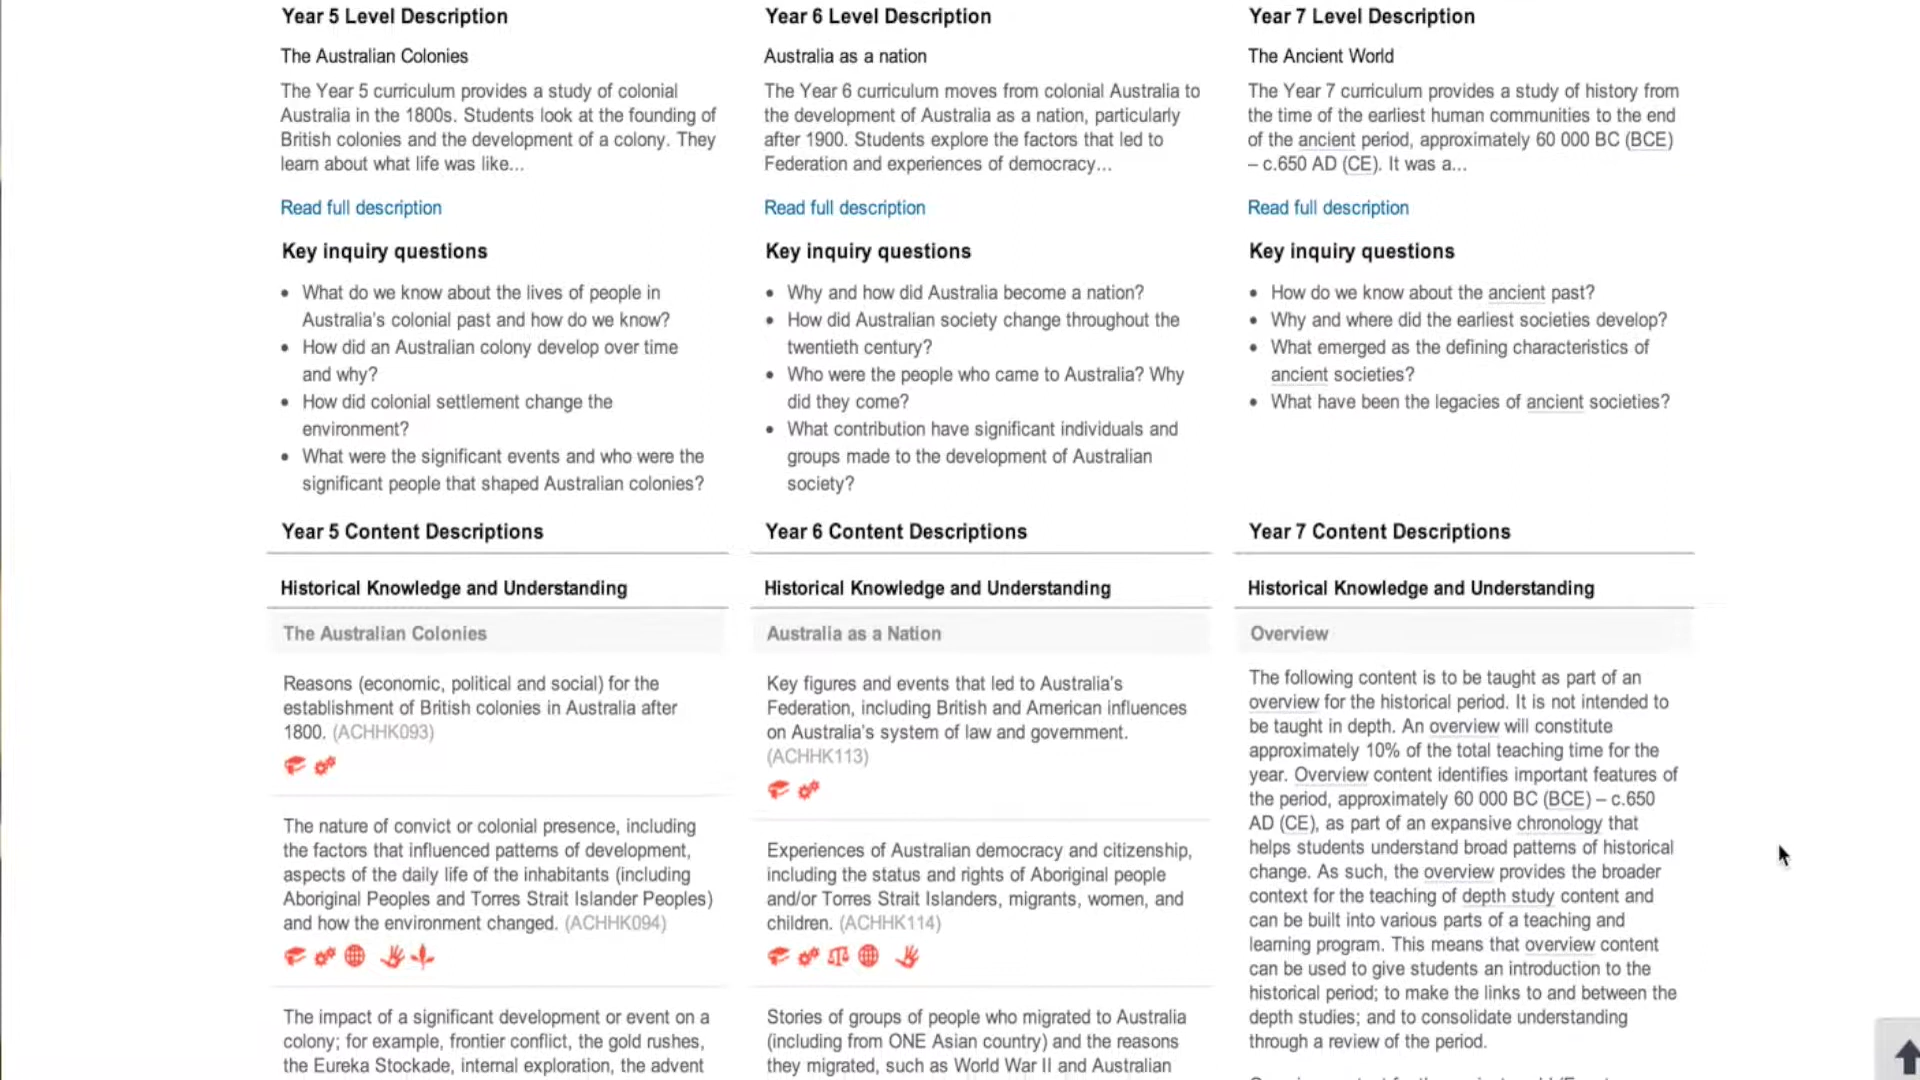 Year 5 Level Description
The Australian Colonies
The Year 5 curriculum provides a study of colonial
Australia in the 1800s. Students look at the founding of
British colonies and the development of a colony. They
learn about what life was like...
Read full description
Key inquiry questions
• What do we know about the lives of people in
Australia's colonial past and how do we know?
• How did an Australian colony develop over time
and why?
• How did colonial settlement change the
environment?
• What were the significant events and who were the
significant people that shaped Australian colonies?
Year 5 Content Descriptions
Historical Knowledge and Understanding
The Australian Colonies
Reasons (economic, political and social) for the
establishment of British colonies in Australia after
1800. (ACHHK093)
The nature of convict or colonial presence, including
the factors that influenced patterns of development,
aspects of the daily life of the inhabitants (including
Aboriginal Peoples and Torres Strait Islander Peoples)
and how the environment changed. (ACHHK094)
The impact of a significant development or event on a
colony; for example, frontier conflict, the gold rushes,
the Eureka Stockade, internal exploration, the advent
Year 6 Level Description
Australia as a nation
The Year 6 curriculum moves from colonial Australia to
the development of Australia as a nation, particularly
after 1900. Students explore the factors that led to
Federation and experiences of democracy...
Read full description
Key inquiry questions
• Why and how did Australia become a nation?
• How did Australian society change throughout the
twentieth century?
• Who were the people who came to Australia? Why
did they come?
• What contribution have significant individuals and
groups made to the development of Australian
society?
Year 6 Content Descriptions
Historical Knowledge and Understanding
Australia as a Nation
Key figures and events that led to Australia's
Federation, including British and American influences
on Australia's system of law and government.
(ACHHK113)
Experiences of Australian democracy and citizenship,
including the status and rights of Aboriginal people
and/or Torres Strait Islanders, migrants, women, and
children. (ACHHK114)
Stories of groups of people who migrated to Australia
(including from ONE Asian country) and the reasons
they migrated, such as World War II and Australian
Year 7 Level Description
The Ancient World
The Year 7 curriculum provides a study of history from
the time of the earliest human communities to the end
of the ancient period, approximately 60 000 BC (BCE)
– c.650 AD (CE). It was a...
Read full description
Key inquiry questions
• How do we know about the ancient past?
• Why and where did the earliest societies develop?
• What emerged as the defining characteristics of
ancient societies?
• What have been the legacies of ancient societies?
Year 7 Content Descriptions
Historical Knowledge and Understanding
Overview
The following content is to be taught as part of an
overview for the historical period. It is not intended to
be taught in depth. An overview will constitute
approximately 10% of the total teaching time for the
year. Overview content identifies important features of
the period, approximately 60 000 BC (BCE) – c.650
AD (CE), as part of an expansive chronology that
helps students understand broad patterns of historical
change. As such, the overview provides the broader
context for the teaching of depth study content and
can be built into various parts of a teaching and
learning program. This means that overview content
can be used to give students an introduction to the
historical period; to make the links to and between the
depth studies; and to consolidate understanding
through a review of the period.